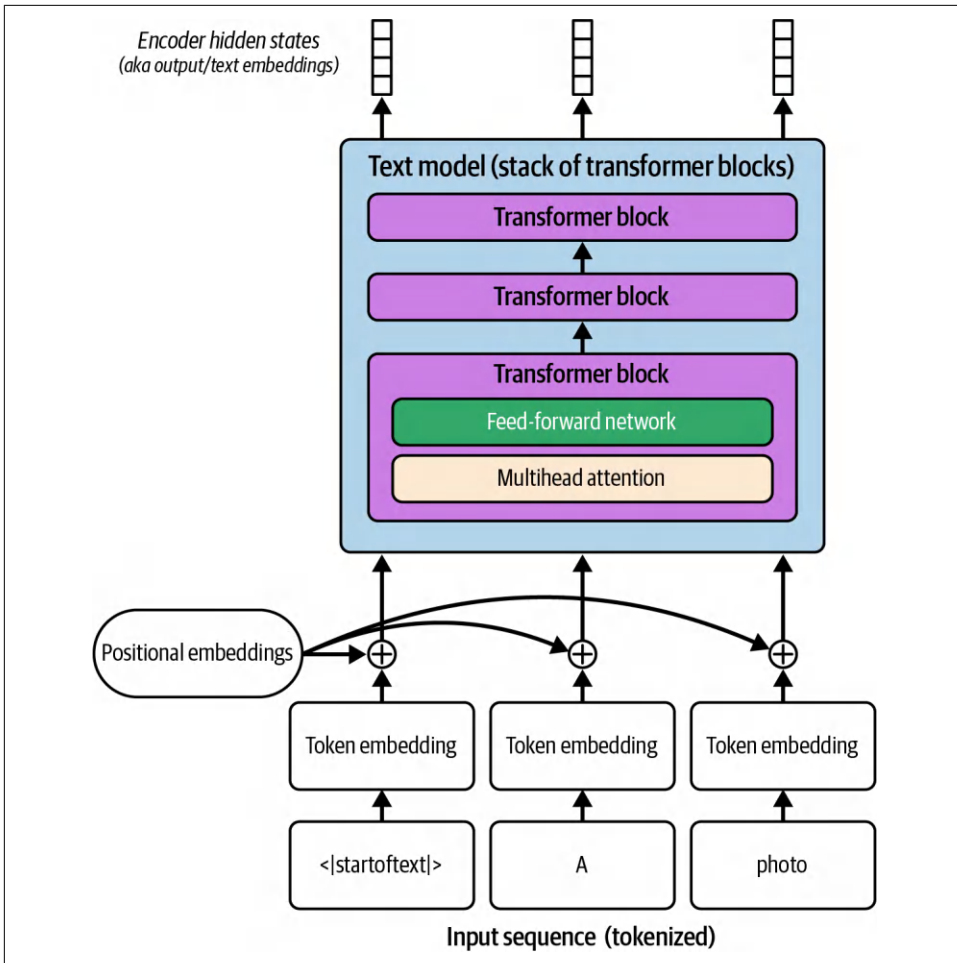 Encoder hidden states
(aka output/text embeddings)
Text model (stack of transformer blocks)
Transformer block
Transformer block
Transformer block
Feed-forward network
Multihead attention
Positional embeddings
Token embedding
Token embedding
Token embedding
<|startoftext|>
A
photo
Input sequence (tokenized)